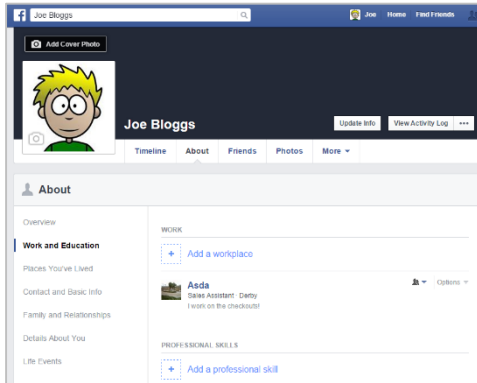 f Joe Bloggs Joe Home Find Friends
Add Cover Photo
Joe Bloggs
Update Info View Activity Log
Timeline About Friends Photos More
About
Overview
Work and Education
Places You've Lived
Contact and Basic Info
Family and Relationships
Details About You
Life Events
WORK
+ Add a workplace
Asda
Options
Sales Assistant · Derby
I work on the checkouts!
PROFESSIONAL SKILLS
+ Add a professional skill